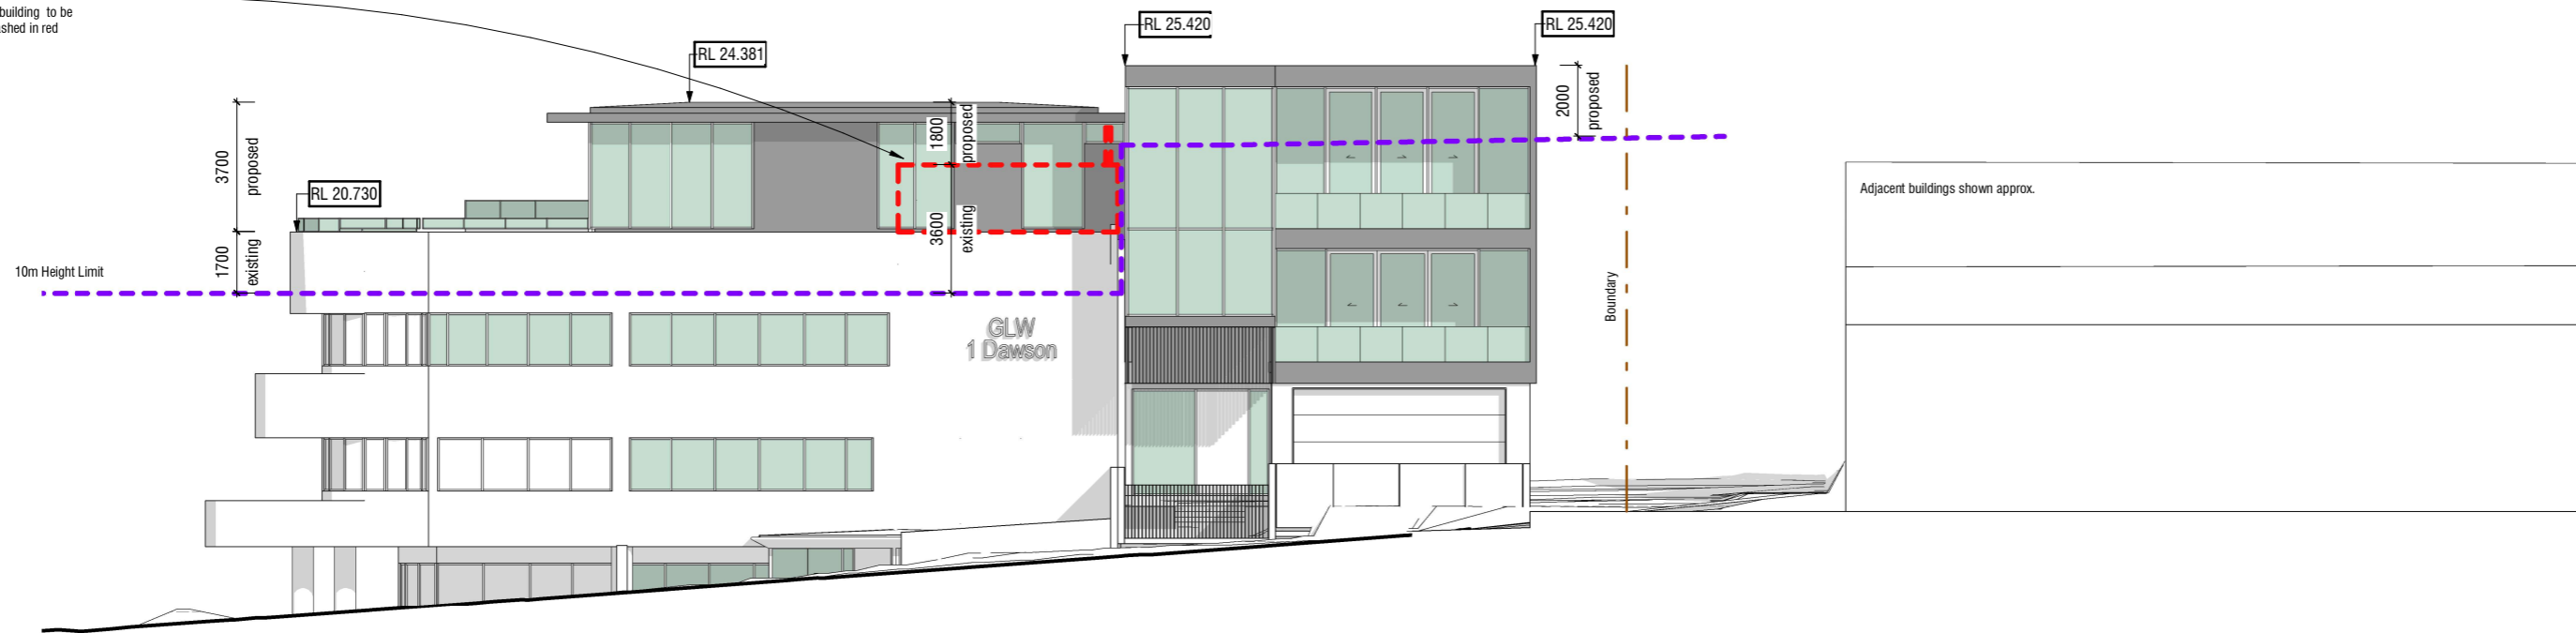 building to be
shed in red
RL 25.420
RL 25.420
RL 24.381
2000
proposed
3700
proposed
1800
proposed
RL 20.730
Adjacent buildings shown approx.
1700
existing
3600
existing
10m Height Limit
Boundary
GLW
1 Dawson